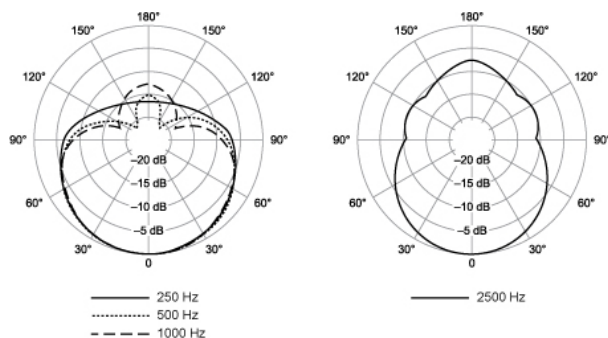 180°
150° 150°
120° 120°
90° 90°
–20 dB
–15 dB
60° 60°
–10 dB
–5 dB
30° 30°
0
250 Hz
500 Hz
1000 Hz
180°
150° 150°
120° 120°
90° 90°
–20 dB
–15 dB
60° 60°
–10 dB
–5 dB
30° 30°
0
2500 Hz